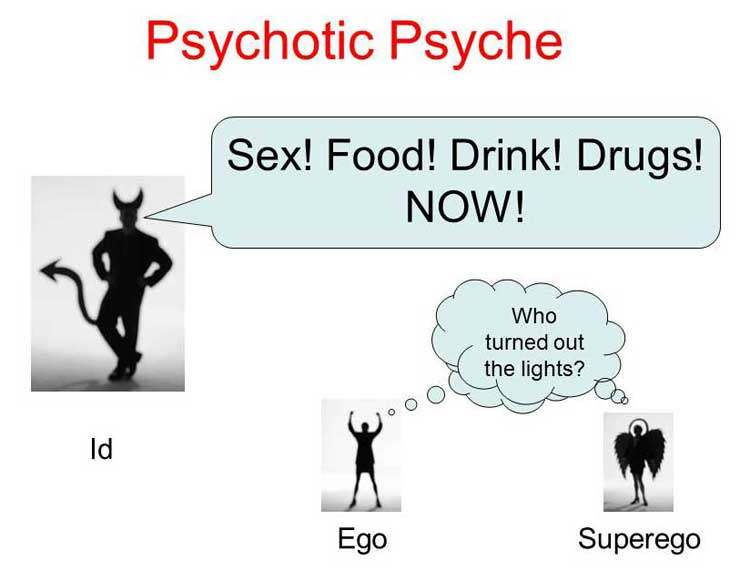 Psychotic Psyche
Sex! Food! Drink! Drugs!
NOW!
Who
turned out
the lights?
Id
Ego
Superego